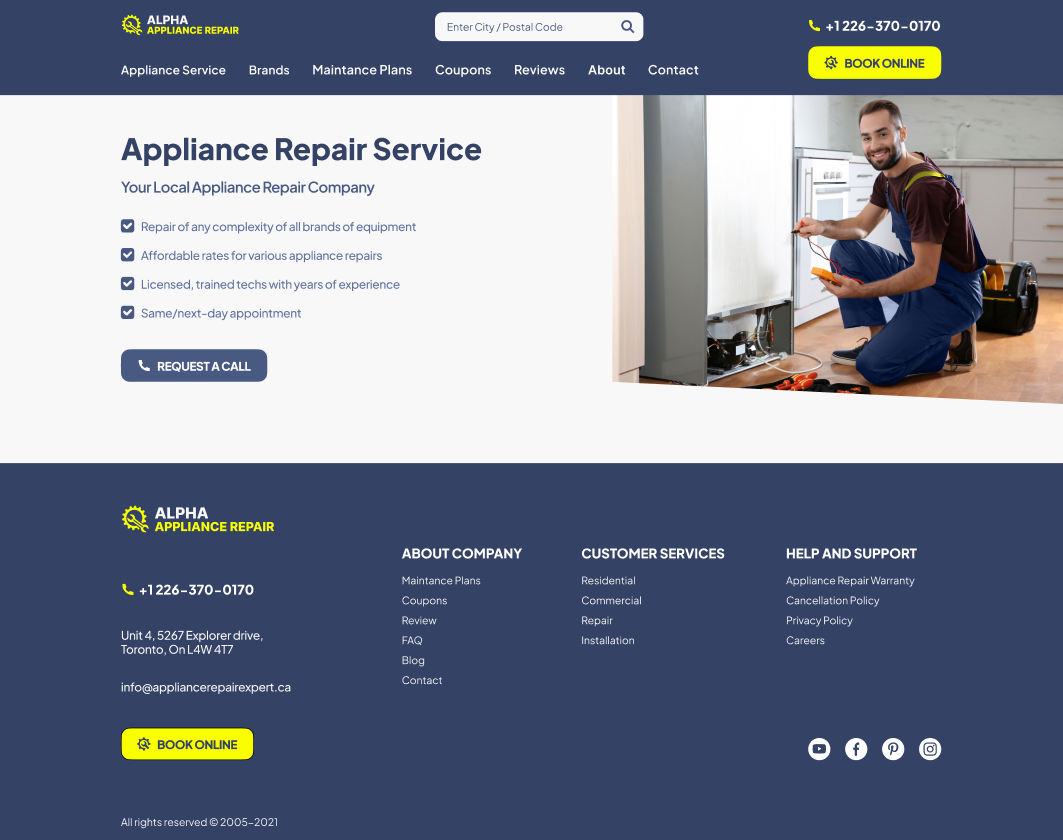 ALPHA
APPLIANCE REPAIR
Enter City / Postal Code
+1 226-370-0170
Appliance Service Brands Maintance Plans Coupons Reviews About Contact
BOOK ONLINE
Appliance Repair Service
Your Local Appliance Repair Company
Repair of any complexity of all brands of equipment
Affordable rates for various appliance repairs
Licensed, trained techs with years of experience
Same/next-day appointment
REQUEST A CALL
ALPHA
APPLIANCE REPAIR
+1 226-370-0170
Unit 4, 5267 Explorer drive,
Toronto, On L4W 4T7
info@appliancerepairexpert.ca
BOOK ONLINE
ABOUT COMPANY
Maintance Plans
Coupons
Review
FAQ
Blog
Contact
CUSTOMER SERVICES
Residential
Commercial
Repair
Installation
HELP AND SUPPORT
Appliance Repair Warranty
Cancellation Policy
Privacy Policy
Careers
All rights reserved © 2005-2021